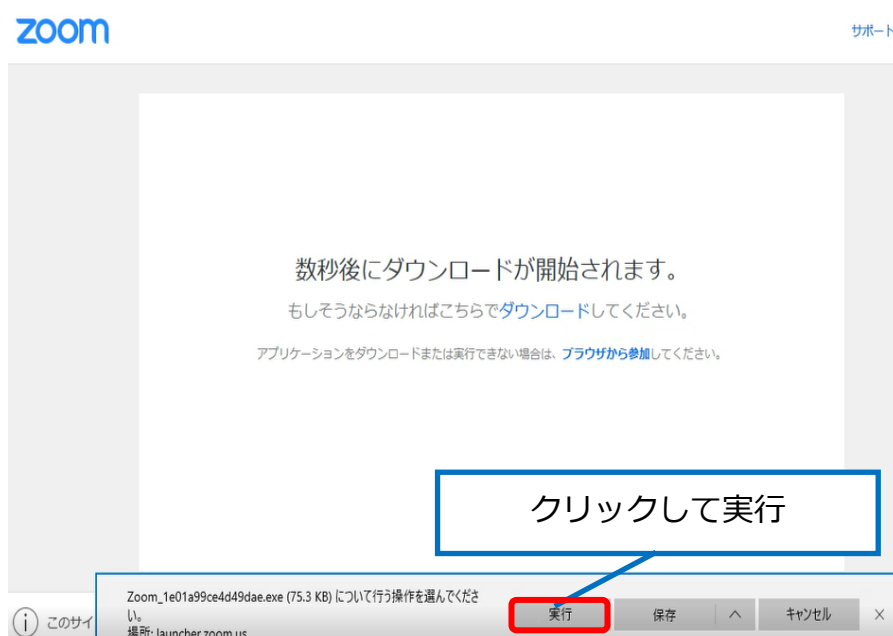 zoom
サポート
数秒後にダウンロードが開始されます。
もしそうならなければこちらでダウンロードしてください。
アプリケーションをダウンロードまたは実行できない場合は、ブラウザから参加してください。
クリックして実行
Zoom_1e01a99ce4d49dae.exe (75.3 KB) について行う操作を選んでくださ
い。
場所: launcher.zoom.us
実行
保存
キャンセル
このサイ